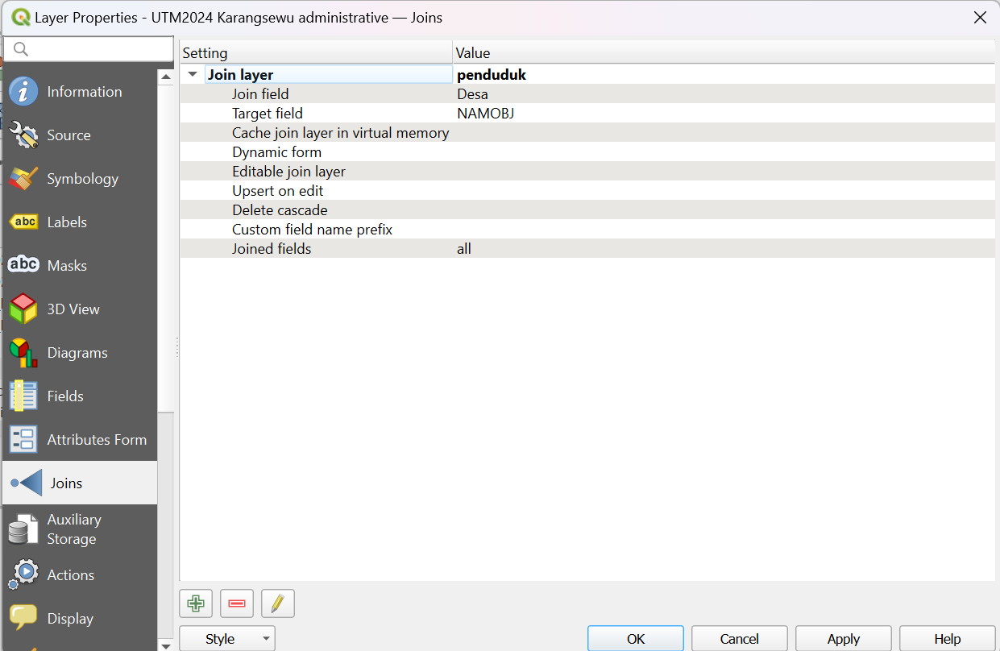 Layer Properties - UTM2024 Karangsewu administrative — Joins
Information
Source
Symbology
abc Labels
abc Masks
3D View
Diagrams
Fields
Attributes Form
Joins
Auxiliary
Storage
Actions
Display
Setting Value
Join layer penduduk
Join field Desa
Target field NAMOBJ
Cache join layer in virtual memory
Dynamic form
Editable join layer
Upsert on edit
Delete cascade
Custom field name prefix
Joined fields all
Style OK Cancel Apply Help